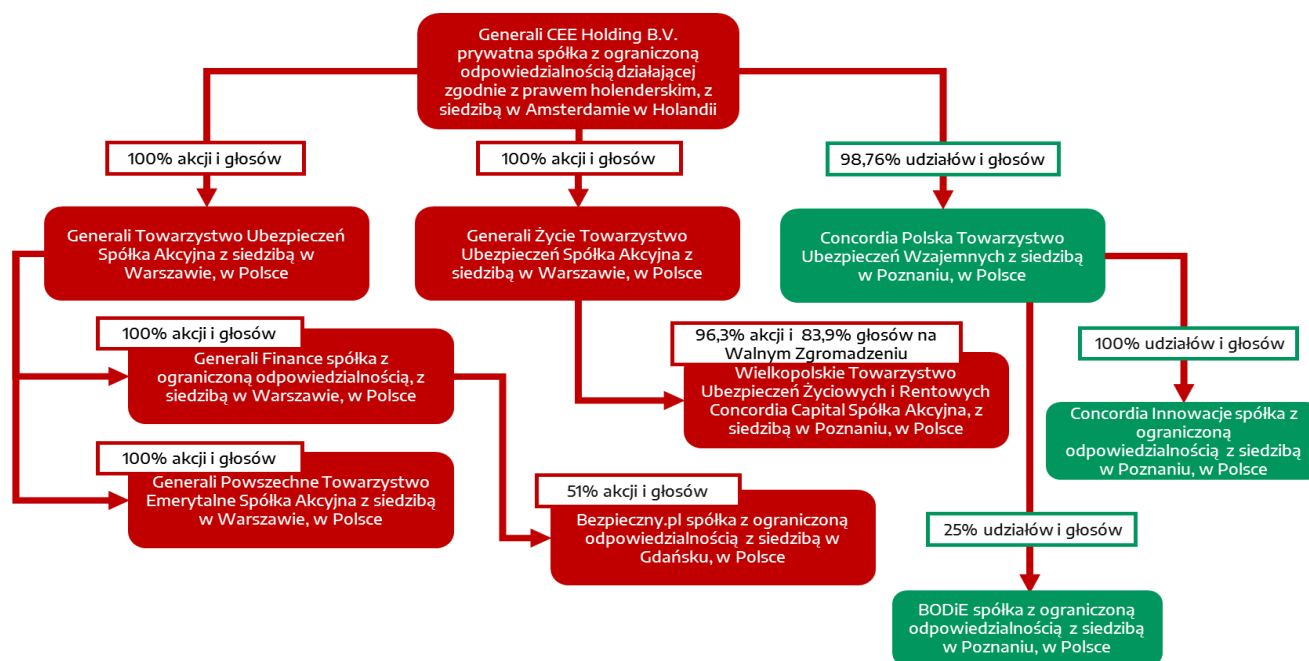 Generali CEE Holding B.V.
prywatna spółka z ograniczoną
odpowiedzialnością działającej
zgodnie z prawem holenderskim, z
siedzibą w Amsterdamie w Holandii
100% akcji i głosów
100% akcji i głosów
98,76% udziałów i głosów
Generali Towarzystwo Ubezpieczeń
Spółka Akcyjna z siedzibą w
Warszawie, w Polsce
Generali Życie Towarzystwo
Ubezpieczeń Spółka Akcyjna z
siedzibą w Warszawie, w Polsce
Concordia Polska Towarzystwo
Ubezpieczeń Wzajemnych z siedzibą
w Poznaniu, w Polsce
100% akcji i głosów
Generali Finance spółka z
ograniczoną odpowiedzialnością, z
siedzibą w Warszawie, w Polsce
96,3% akcji i 83,9% głosów na
Walnym Zgromadzeniu
Wielkopolskie Towarzystwo
Ubezpieczeń Życiowych i Rentowych
Concordia Capital Spółka Akcyjna, z
siedzibą w Poznaniu, w Polsce
100% udziałów i głosów
Concordia Innowacje spółka z
ograniczoną
odpowiedzialnością z siedzibą
w Poznaniu, w Polsce
100% akcji i głosów
Generali Powszechne Towarzystwo
Emerytalne Spółka Akcyjna z siedzibą
w Warszawie, w Polsce
51% akcji i głosów
Bezpieczny.pl spółka z ograniczoną
odpowiedzialnością z siedzibą w
Gdańsku, w Polsce
25% udziałów i głosów
BODiE spółka z ograniczoną
odpowiedzialnością z siedzibą
w Poznaniu, w Polsce